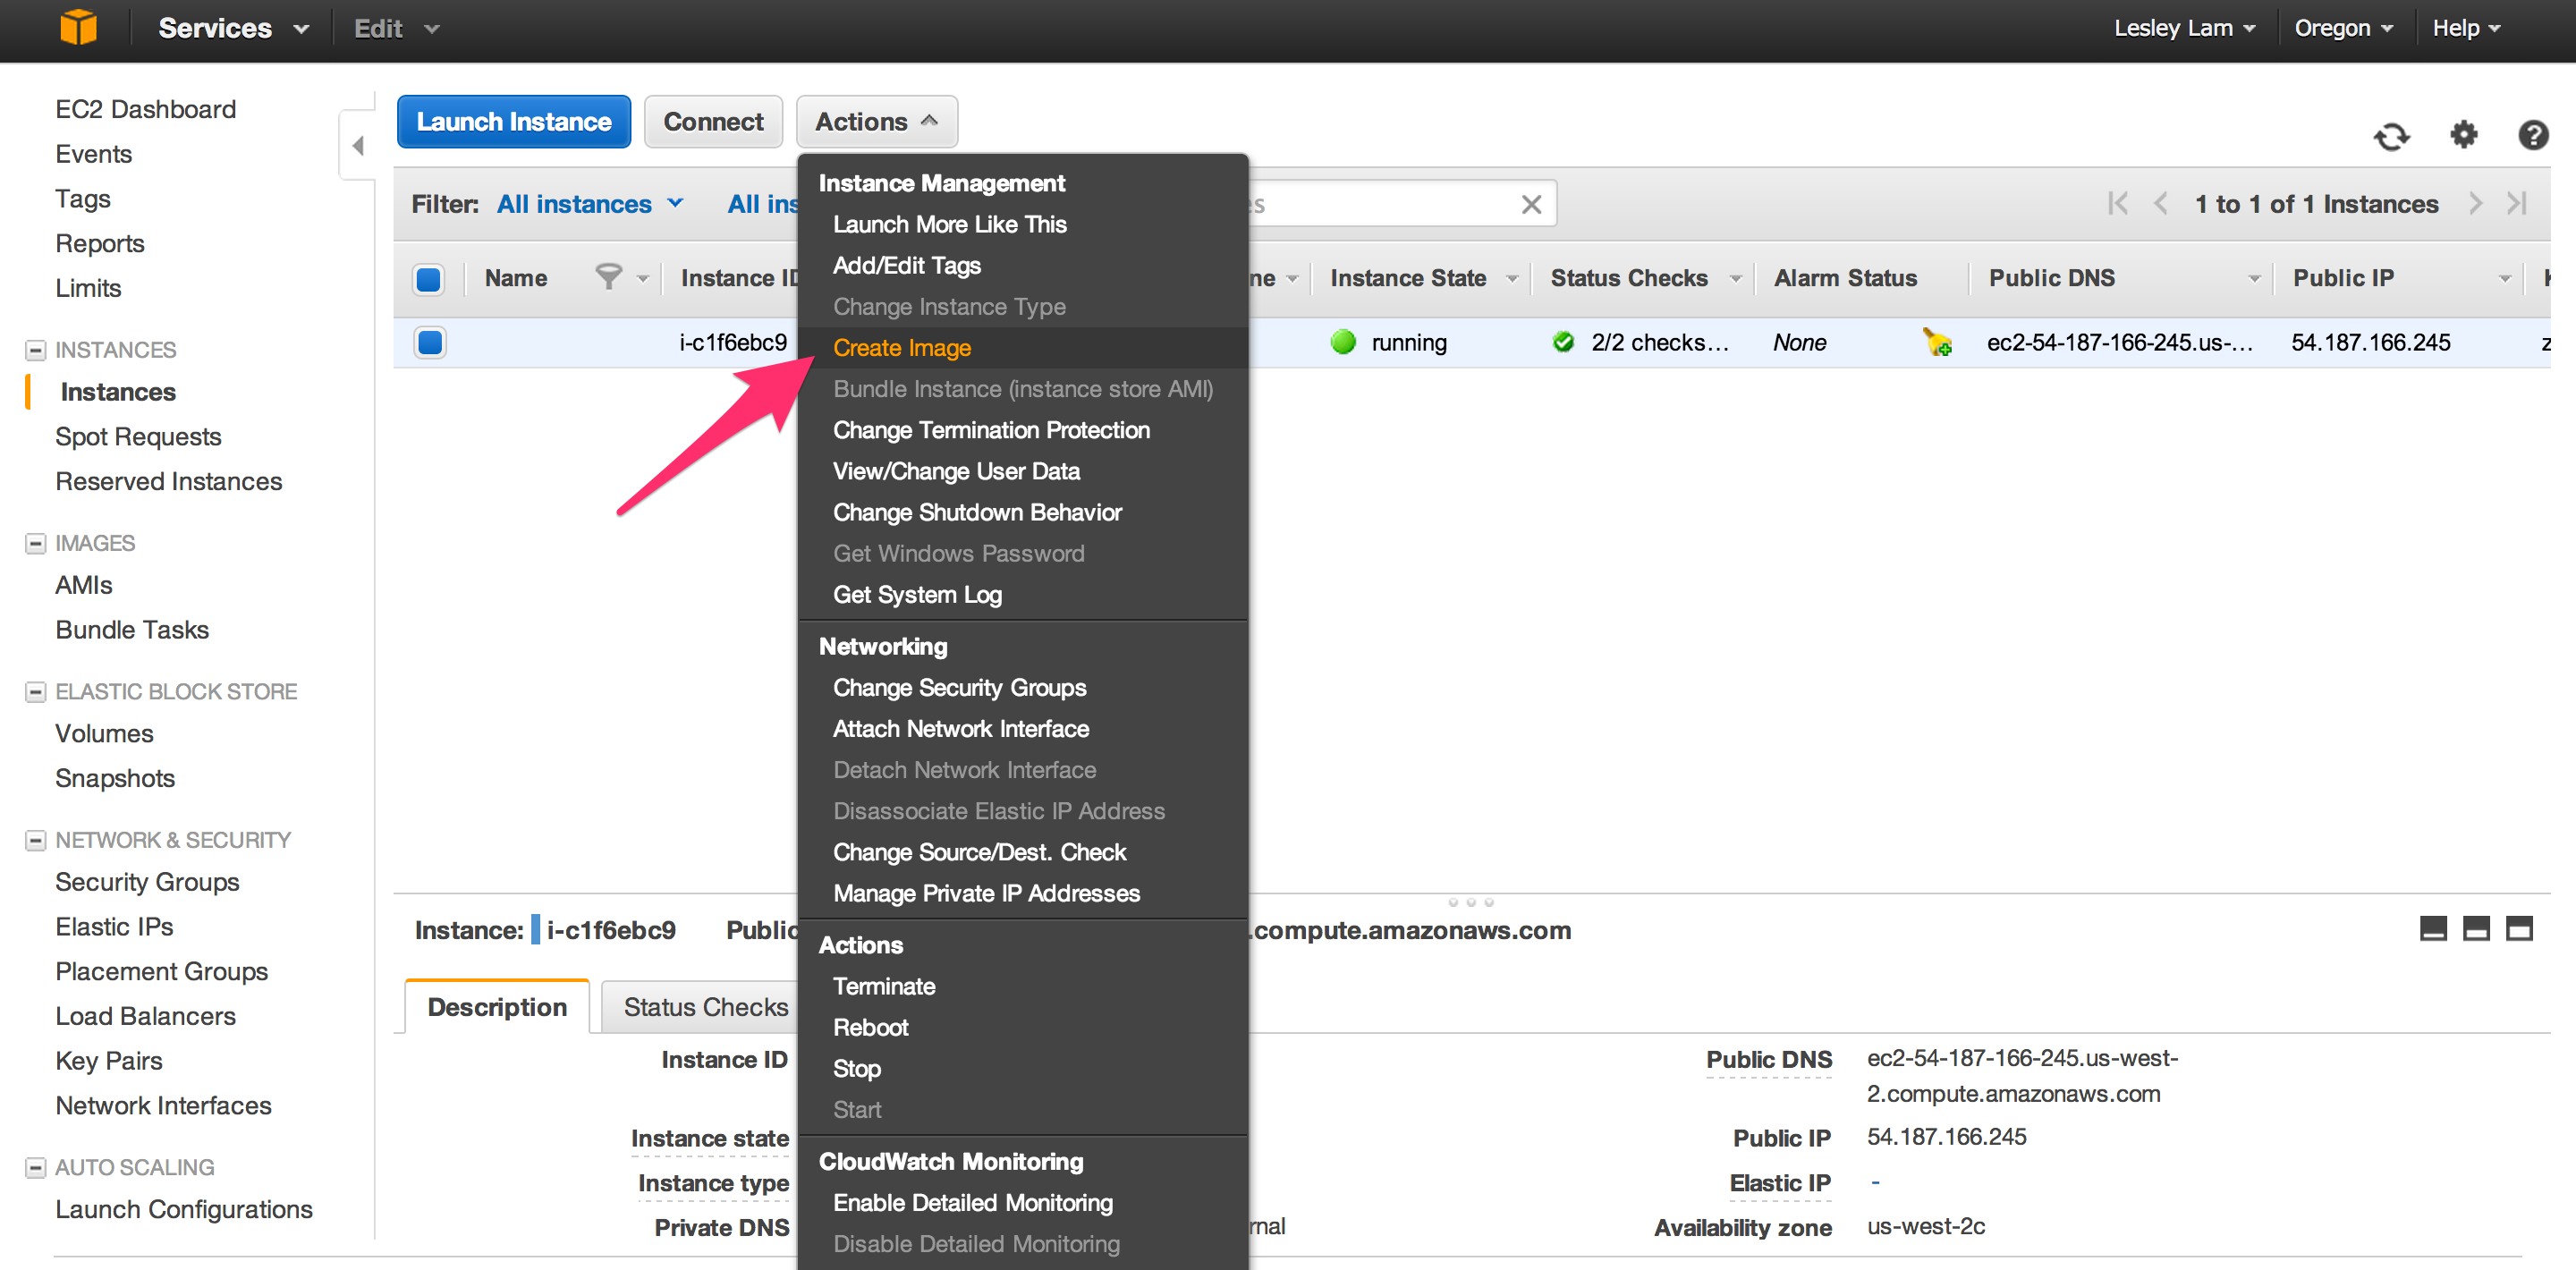 Services
Edit
Lesley Lam
Oregon
Help
EC2 Dashboard
Events
Tags
Reports
Limits
INSTANCES
Instances
Spot Requests
Reserved Instances
IMAGES
AMIs
Bundle Tasks
ELASTIC BLOCK STORE
Volumes
Snapshots
NETWORK & SECURITY
Security Groups
Elastic IPs
Placement Groups
Load Balancers
Key Pairs
Network Interfaces
AUTO SCALING
Launch Configurations
Launch Instance
Connect
Actions
Filter: All instances All ins
1 to 1 of 1 Instances
Name Instance ID ne Instance State Status Checks Alarm Status Public DNS Public IP
i-c1f6ebc9 running 2/2 checks... None ec2-54-187-166-245.us-... 54.187.166.245
Instance Management
Launch More Like This
Add/Edit Tags
Change Instance Type
Create Image
Bundle Instance (instance store AMI)
Change Termination Protection
View/Change User Data
Change Shutdown Behavior
Get Windows Password
Get System Log
Networking
Change Security Groups
Attach Network Interface
Detach Network Interface
Disassociate Elastic IP Address
Change Source/Dest. Check
Manage Private IP Addresses
Actions
Terminate
Reboot
Stop
Start
CloudWatch Monitoring
Enable Detailed Monitoring
Disable Detailed Monitoring
Instance: i-c1f6ebc9 Public .compute.amazonaws.com
Description
Status Checks
Instance ID
Instance state
Instance type
Private DNS rnal
Public DNS ec2-54-187-166-245.us-west-
2.compute.amazonaws.com
Public IP 54.187.166.245
Elastic IP -
Availability zone us-west-2c